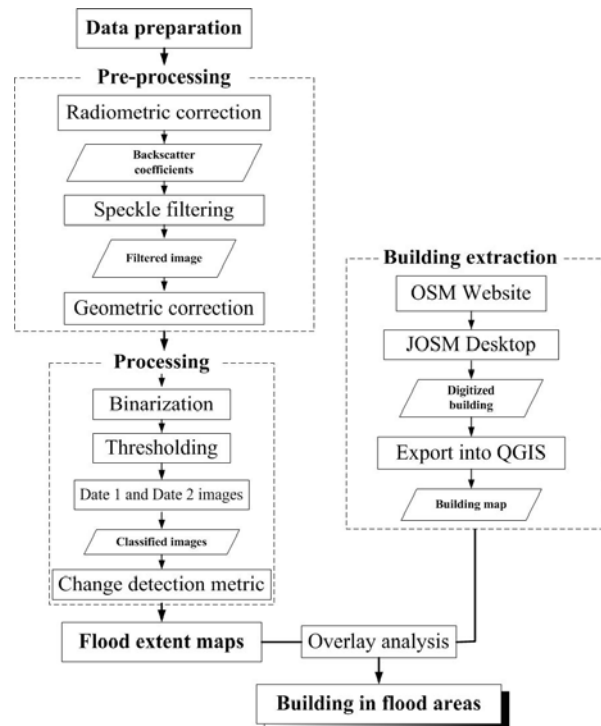 Data preparation
Pre-processing
Radiometric correction
Backscatter
coefficients
Speckle filtering
Filtered image
Geometric correction
Processing
Binarization
Thresholding
Date 1 and Date 2 images
Classified images
Change detection metric
Flood extent maps
Building extraction
OSM Website
JOSM Desktop
Digitized
building
Export into QGIS
Building map
Overlay analysis
Building in flood areas